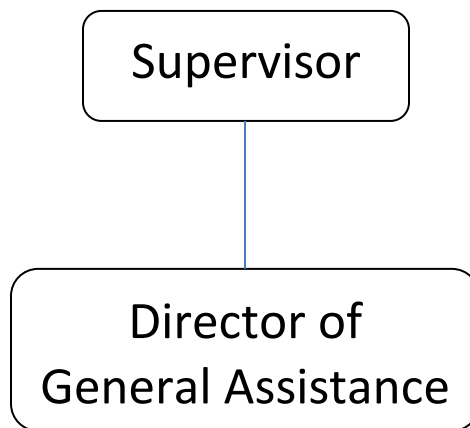 Supervisor
Director of
General Assistance